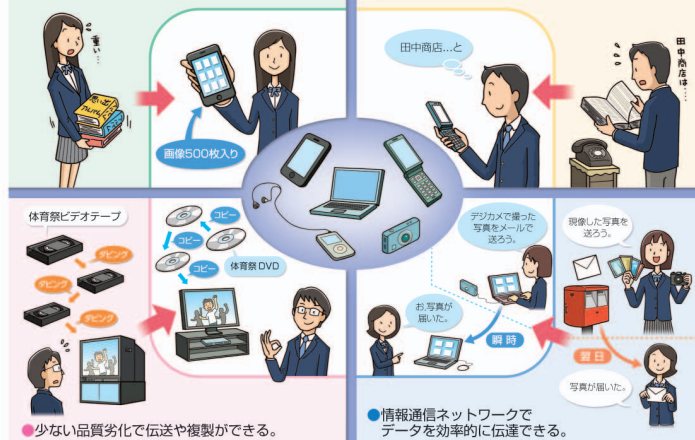 重い…
思い出
アルバム
画像500枚入り
田中商店…と
田中商店は……
体育祭ビデオテープ
ダビング
ダビング
ダビング
コピー
コピー
コピー
体育祭DVD
デジカメで撮った
写真をメールで
送ろう。
お、写真が
届いた。
瞬時
現像した写真を
送ろう。
翌日
写真が届いた。
●少ない品質劣化で伝送や複製ができる。
●情報通信ネットワークで
データを効率的に伝達できる。